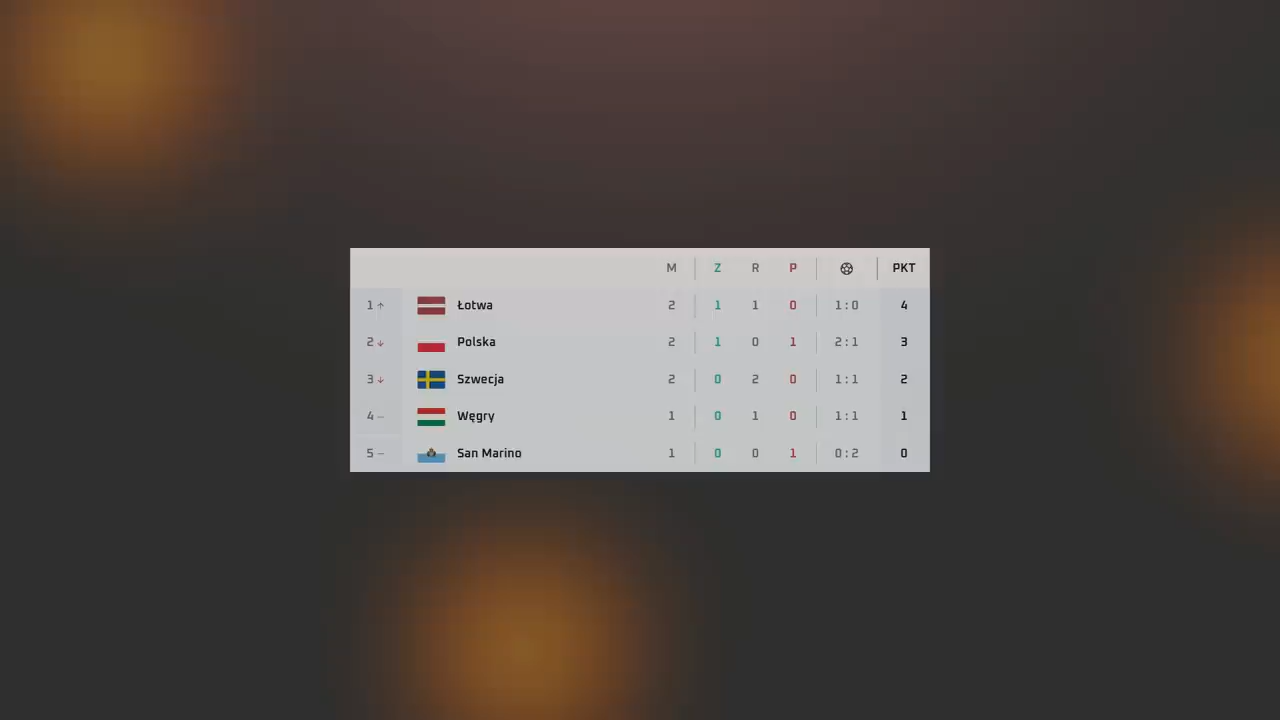 M Z R P PKT
1 ↑ Łotwa 2 1 1 0 1:0 4
2 ↓ Polska 2 1 0 1 2:1 3
3 ↓ Szwecja 2 0 2 0 1:1 2
4 – Węgry 1 0 1 0 1:1 1
5 – San Marino 1 0 0 1 0:2 0